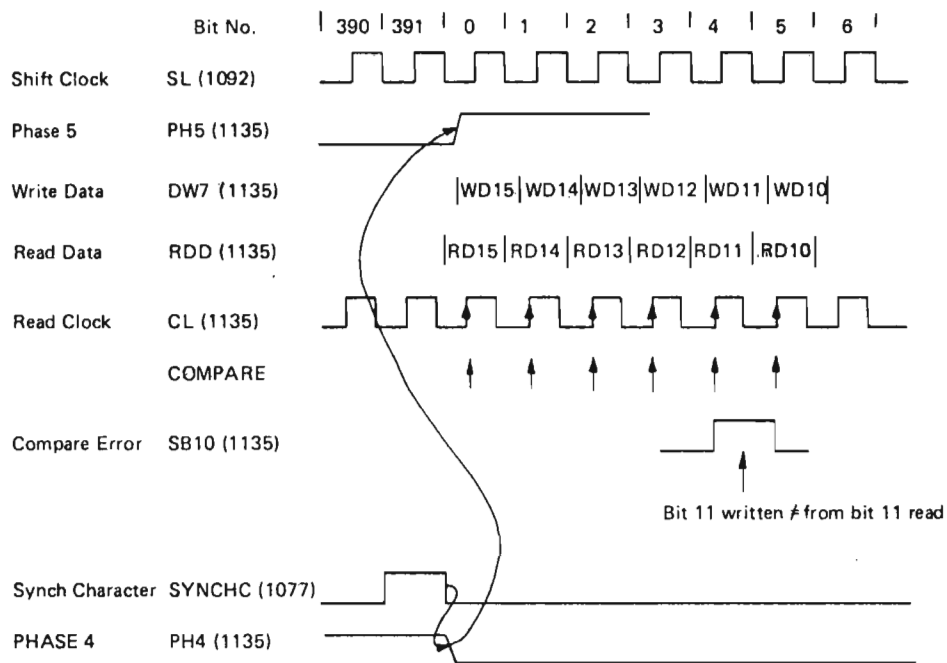 Bit No. | 390 | 391 | 0 | 1 | 2 | 3 | 4 | 5 | 6 |
Shift Clock SL (1092)
Phase 5 PH5 (1135)
Write Data DW7 (1135) |WD15|WD14|WD13|WD12|WD11|WD10|
Read Data RDD (1135) |RD15|RD14|RD13|RD12|RD11|RD10|
Read Clock CL (1135)
COMPARE
Compare Error SB10 (1135)
Bit 11 written ≠ from bit 11 read
Synch Character SYNCHC (1077)
PHASE 4 PH4 (1135)